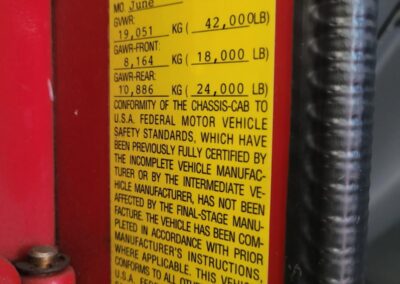 MO. June
GVWR:
19,051 KG ( 42,000 LB)
GAWR-FRONT:
8,164 KG ( 18,000 LB)
GAWR-REAR:
10,886 KG ( 24,000 LB)
CONFORMITY OF THE CHASSIS-CAB TO
U.S.A. FEDERAL MOTOR VEHICLE
SAFETY STANDARDS, WHICH HAVE
BEEN PREVIOUSLY FULLY CERTIFIED BY
THE INCOMPLETE VEHICLE MANUFAC-
TURER OR BY THE INTERMEDIATE VE-
HICLE MANUFACTURER, HAS NOT BEEN
AFFECTED BY THE FINAL-STAGE MANU-
FACTURE. THE VEHICLE HAS BEEN COM-
PLETED IN ACCORDANCE WITH PRIOR
MANUFACTURER'S INSTRUCTIONS,
WHERE APPLICABLE. THIS VEHICLE
CONFORMS TO ALL OTHER
U.S.A. FEDERAL